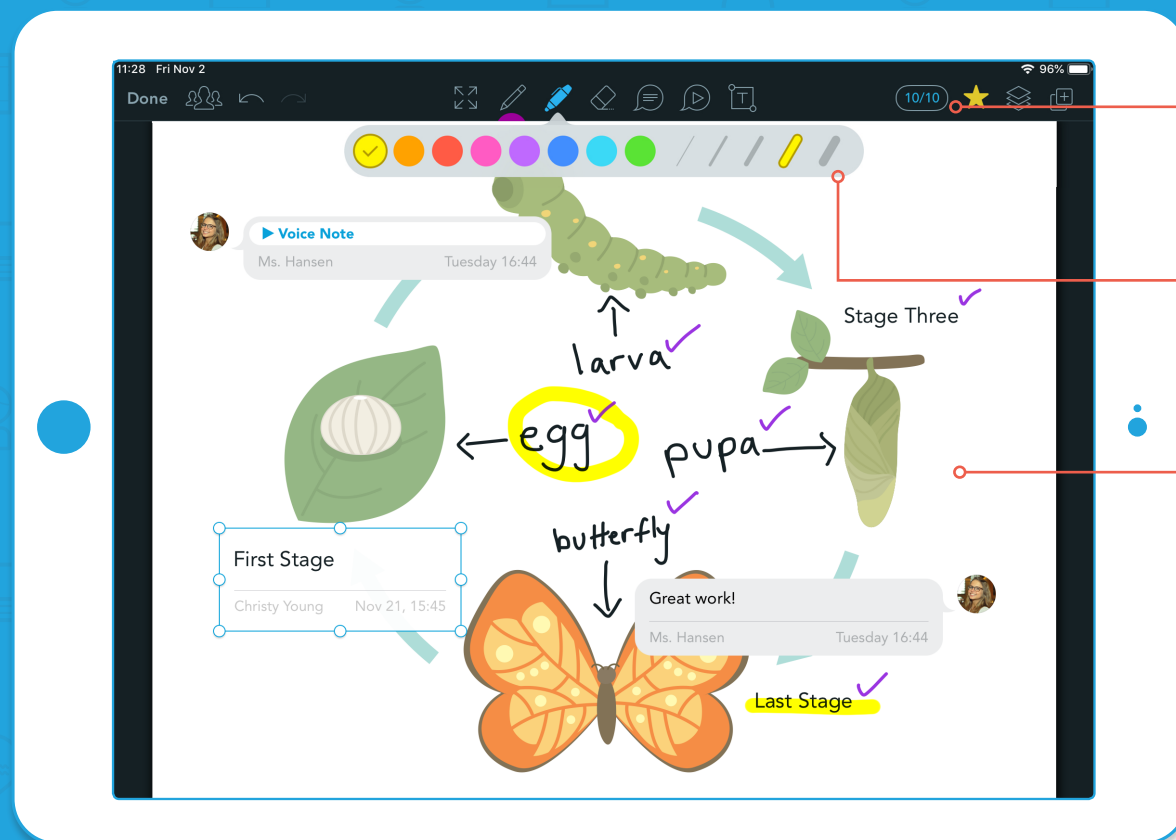 11:28 Fri Nov 2
96%
Done
10/10
Voice Note
Ms. Hansen Tuesday 16:44
Stage Three
larva
egg
pupa
butterfly
First Stage
Christy Young Nov 21, 15:45
Great work!
Ms. Hansen Tuesday 16:44
Last Stage